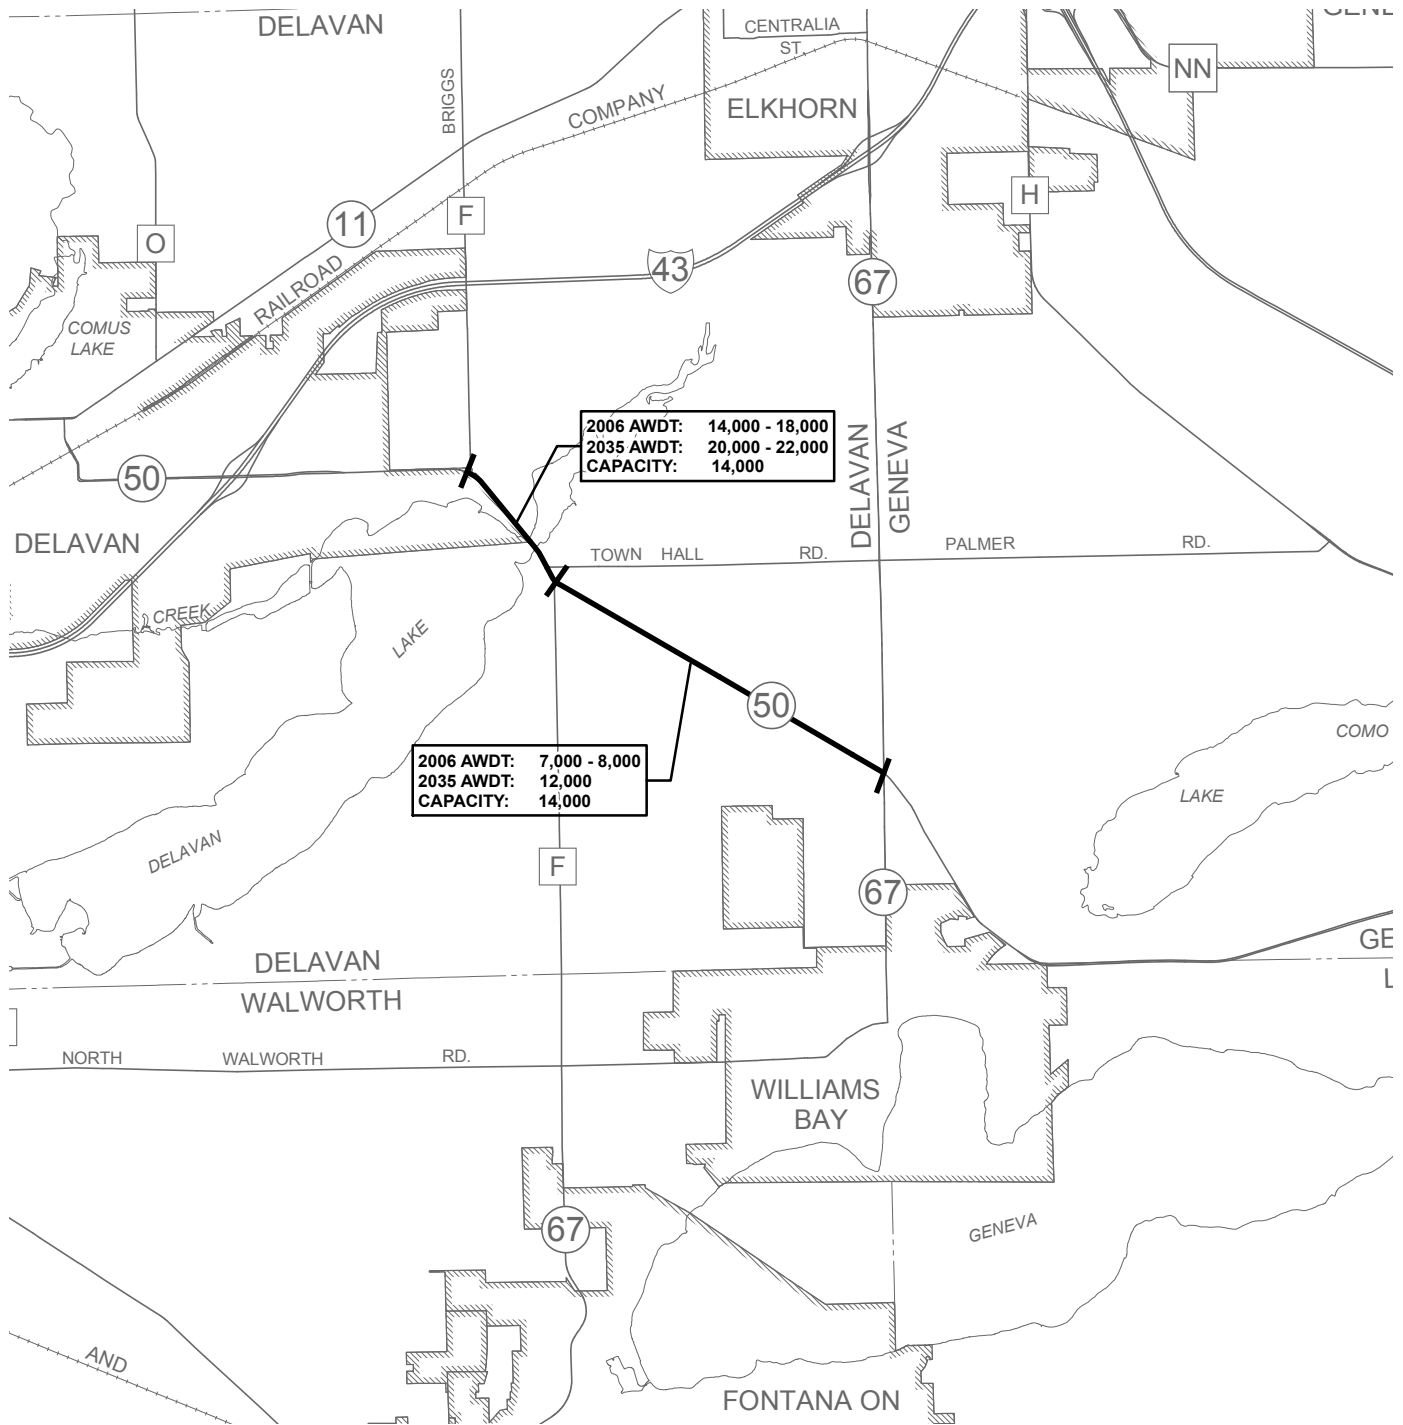 DELAVAN
CENTRALIA
ST.
GENE
BRIGGS
COMPANY
ELKHORN
NN
H
F
11
O
43
67
RAILROAD
COMUS
LAKE
2006 AWDT: 14,000 - 18,000
2035 AWDT: 20,000 - 22,000
CAPACITY: 14,000
DELAVAN
GENEVA
50
DELAVAN
TOWN HALL RD.
PALMER RD.
CREEK
LAKE
50
COMO
LAKE
2006 AWDT: 7,000 - 8,000
2035 AWDT: 12,000
CAPACITY: 14,000
DELAVAN
F
67
DELAVAN
WALWORTH
GE
L
NORTH WALWORTH RD.
WILLIAMS
BAY
67
GENEVA
AND
FONTANA ON